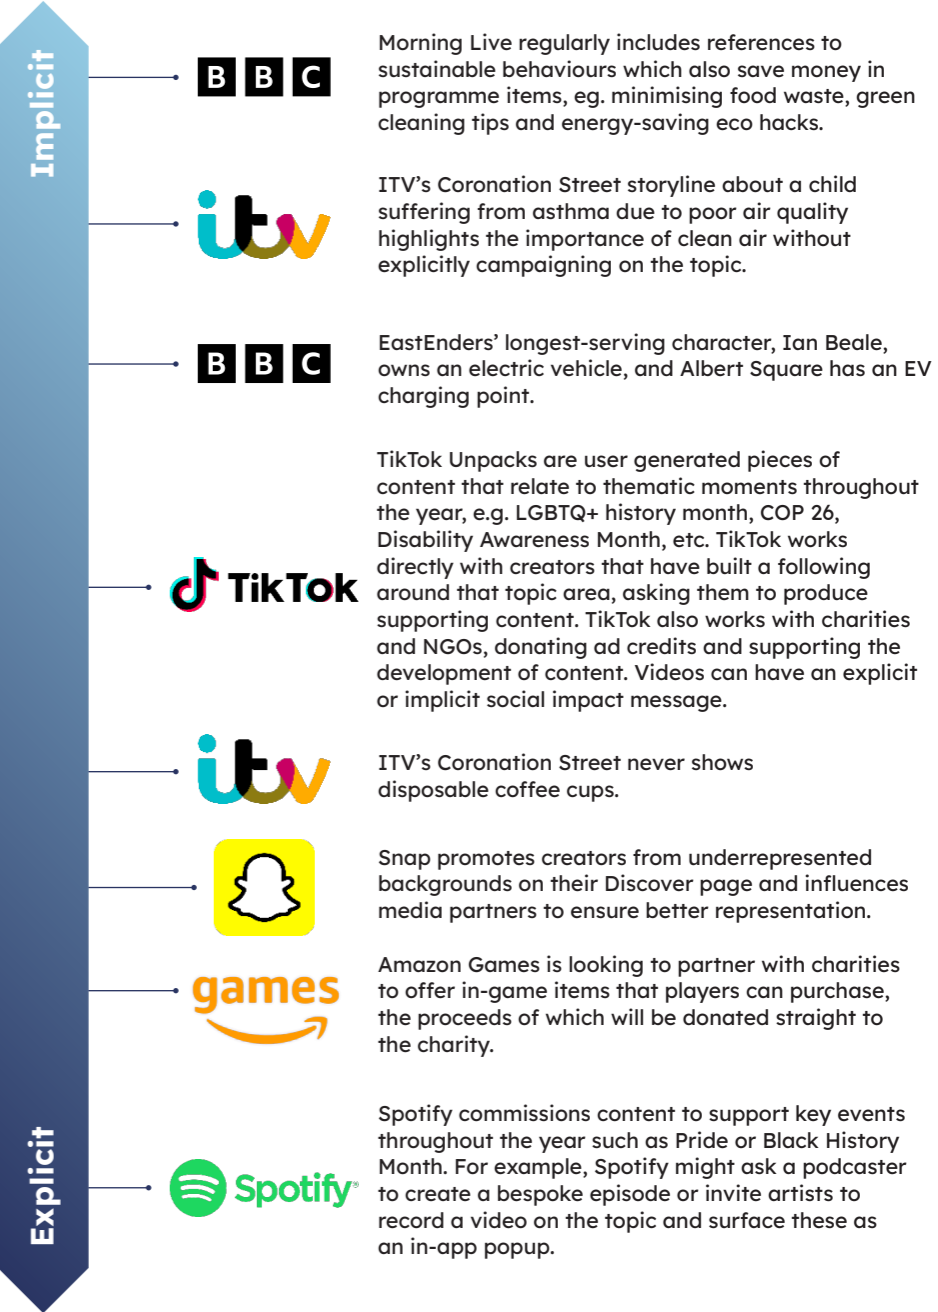 Implicit
BBC
Morning Live regularly includes references to
sustainable behaviours which also save money in
programme items, eg. minimising food waste, green
cleaning tips and energy-saving eco hacks.
itv
ITV’s Coronation Street storyline about a child
suffering from asthma due to poor air quality
highlights the importance of clean air without
explicitly campaigning on the topic.
BBC
EastEnders’ longest-serving character, Ian Beale,
owns an electric vehicle, and Albert Square has an EV
charging point.
TikTok
TikTok Unpacks are user generated pieces of
content that relate to thematic moments throughout
the year, e.g. LGBTQ+ history month, COP 26,
Disability Awareness Month, etc. TikTok works
directly with creators that have built a following
around that topic area, asking them to produce
supporting content. TikTok also works with charities
and NGOs, donating ad credits and supporting the
development of content. Videos can have an explicit
or implicit social impact message.
itv
ITV’s Coronation Street never shows
disposable coffee cups.
Snap promotes creators from underrepresented
backgrounds on their Discover page and influences
media partners to ensure better representation.
games
Amazon Games is looking to partner with charities
to offer in-game items that players can purchase,
the proceeds of which will be donated straight to
the charity.
Explicit
Spotify®
Spotify commissions content to support key events
throughout the year such as Pride or Black History
Month. For example, Spotify might ask a podcaster
to create a bespoke episode or invite artists to
record a video on the topic and surface these as
an in-app popup.